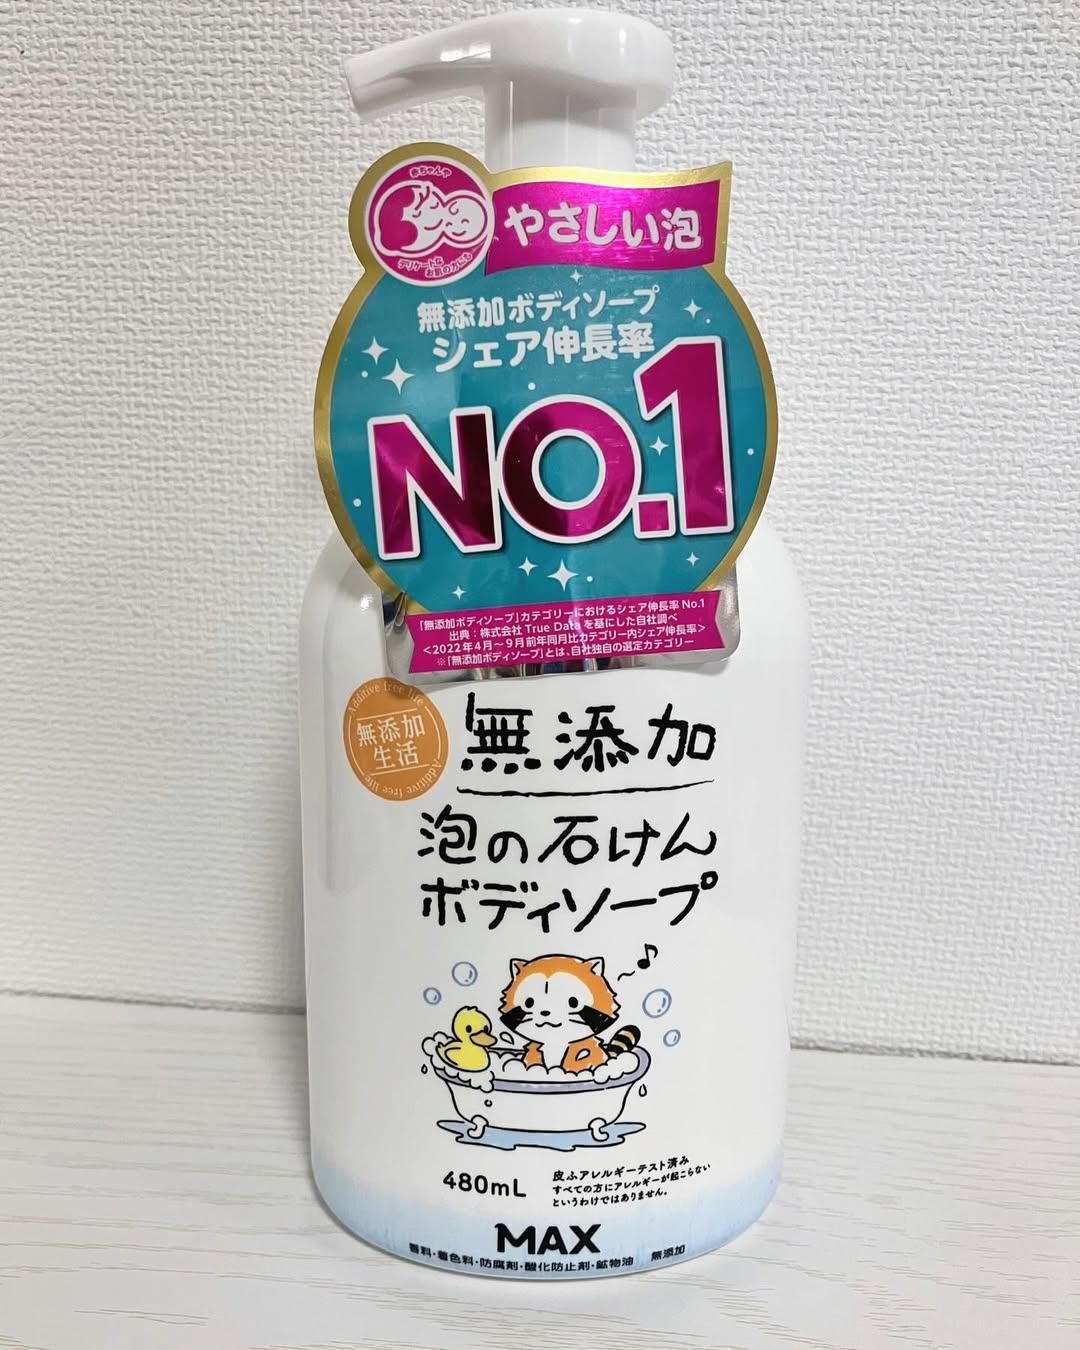 赤ちゃんや
デリケートな
お肌の方にも
やさしい泡
無添加ボディソープ
シェア伸長率
NO.1
「無添加ボディソープ」カテゴリーにおけるシェア伸長率 No.1
出典：株式会社 True Data を基にした自社調べ
＜2022年4月～9月前年同月比カテゴリー内シェア伸長率＞
※「無添加ボディソープ」とは、自社独自の選定カテゴリー
Additive free life
無添加
生活
Additive free life
無添加
泡の石けん
ボディソープ
480mL
皮ふアレルギーテスト済み
すべての方にアレルギーが起こらない
というわけではありません。
MAX
香料・着色料・防腐剤・酸化防止剤・鉱物油 無添加